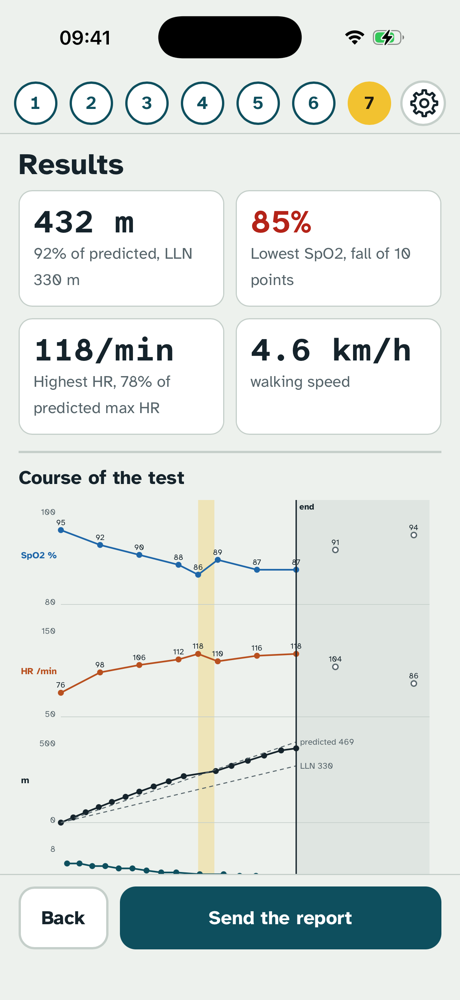 09:41
1 2 3 4 5 6 7
Results
432 m
92% of predicted, LLN
330 m
85%
Lowest SpO2, fall of 10
points
118/min
Highest HR, 78% of
predicted max HR
4.6 km/h
walking speed
Course of the test
end
100
95 92 90 88 86 89 87 87 91 94
SpO2 %
80
150
76 98 106 112 118 110 116 118 104 86
HR /min
50
500
predicted 469
LLN 330
m
0
8
Back
Send the report